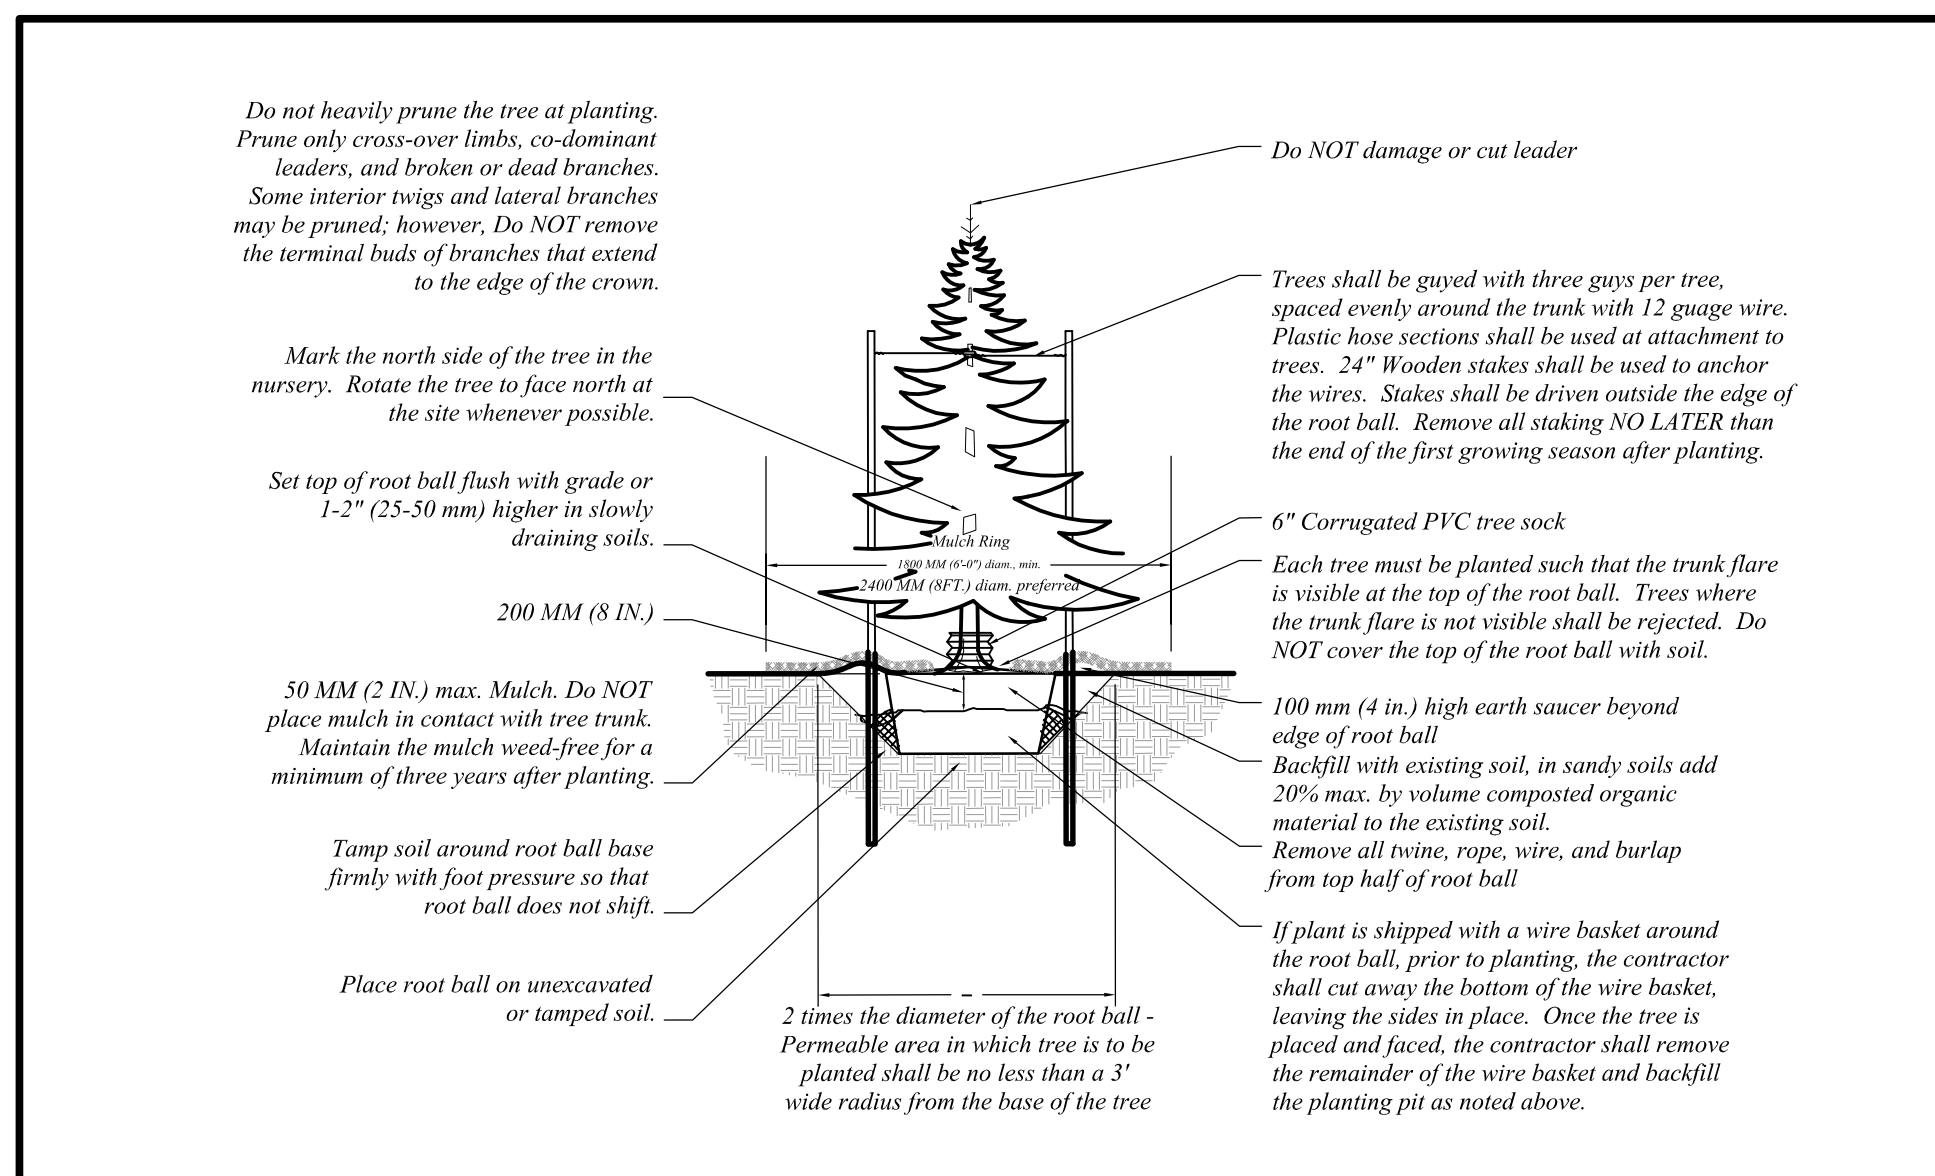 Do not heavily prune the tree at planting.
Prune only cross-over limbs, co-dominant
leaders, and broken or dead branches.
Some interior twigs and lateral branches
may be pruned; however, Do NOT remove
the terminal buds of branches that extend
to the edge of the crown.
Mark the north side of the tree in the
nursery.  Rotate the tree to face north at
the site whenever possible.
Set top of root ball flush with grade or
1-2" (25-50 mm) higher in slowly
draining soils.
200 MM (8 IN.)
50 MM (2 IN.) max. Mulch. Do NOT
place mulch in contact with tree trunk.
Maintain the mulch weed-free for a
minimum of three years after planting.
Tamp soil around root ball base
firmly with foot pressure so that
root ball does not shift.
Place root ball on unexcavated
or tamped soil.
Mulch Ring
1800 MM (6'-0") diam., min.
2400 MM (8FT.) diam. preferred
2 times the diameter of the root ball -
Permeable area in which tree is to be
planted shall be no less than a 3'
wide radius from the base of the tree
Do NOT damage or cut leader
Trees shall be guyed with three guys per tree,
spaced evenly around the trunk with 12 guage wire.
Plastic hose sections shall be used at attachment to
trees.  24" Wooden stakes shall be used to anchor
the wires.  Stakes shall be driven outside the edge of
the root ball.  Remove all staking NO LATER than
the end of the first growing season after planting.
6" Corrugated PVC tree sock
Each tree must be planted such that the trunk flare
is visible at the top of the root ball.  Trees where
the trunk flare is not visible shall be rejected.  Do
NOT cover the top of the root ball with soil.
100 mm (4 in.) high earth saucer beyond
edge of root ball
Backfill with existing soil, in sandy soils add
20% max. by volume composted organic
material to the existing soil.
Remove all twine, rope, wire, and burlap
from top half of root ball
If plant is shipped with a wire basket around
the root ball, prior to planting, the contractor
shall cut away the bottom of the wire basket,
leaving the sides in place.  Once the tree is
placed and faced, the contractor shall remove
the remainder of the wire basket and backfill
the planting pit as noted above.